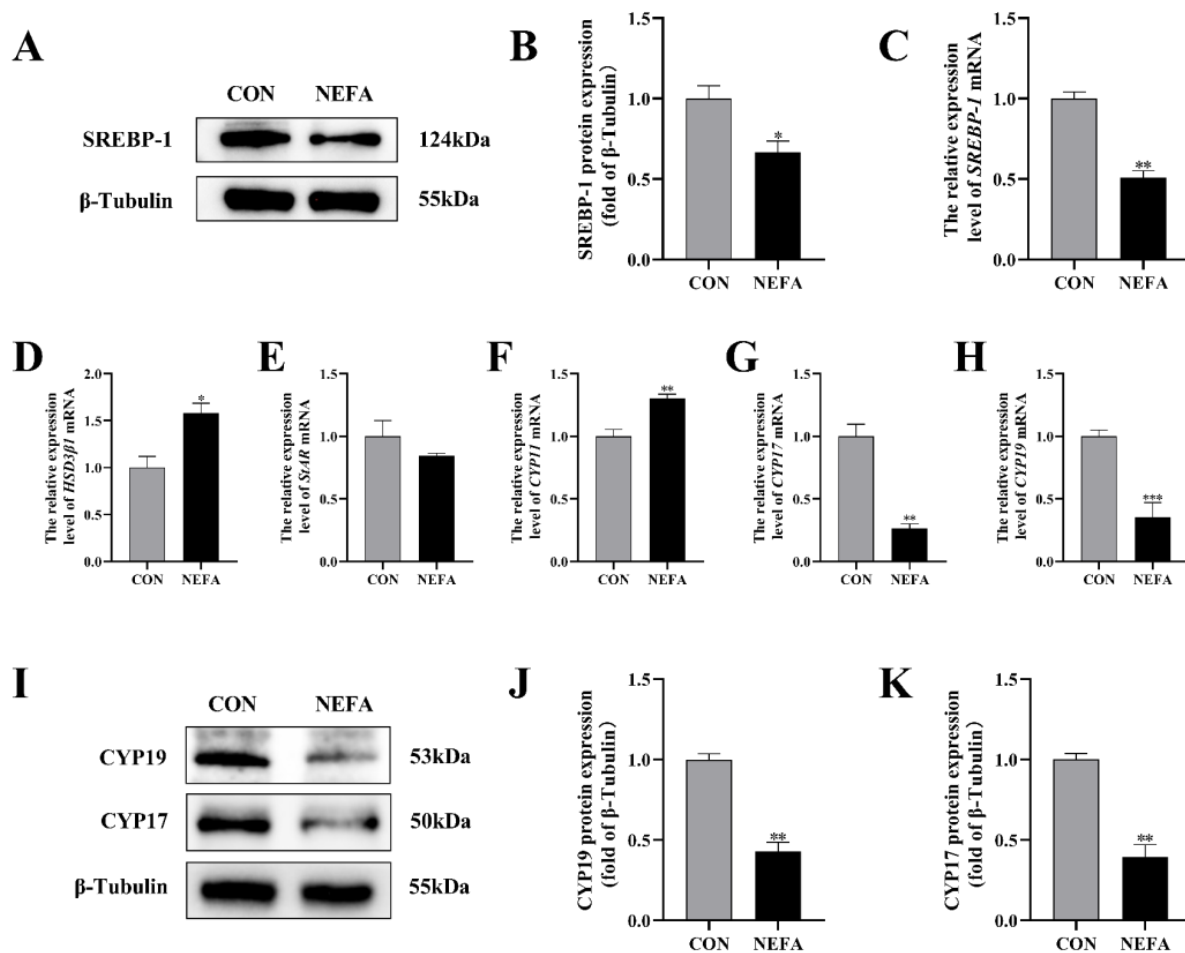 A
CON NEFA
SREBP-1 124kDa
β-Tubulin 55kDa
B
SREBP-1 protein expression
(fold of β-Tubulin)
1.5
1.0
0.5
0.0
*
CON NEFA
C
The relative expression
level of SREBP-1 mRNA
1.5
1.0
0.5
0.0
**
CON NEFA
D
The relative expression
level of HSD3β1 mRNA
2.0
1.5
1.0
0.5
0.0
*
CON NEFA
E
The relative expression
level of StAR mRNA
1.5
1.0
0.5
0.0
CON NEFA
F
The relative expression
level of CYP11 mRNA
1.5
1.0
0.5
0.0
**
CON NEFA
G
The relative expression
level of CYP17 mRNA
1.5
1.0
0.5
0.0
**
CON NEFA
H
The relative expression
level of CYP19 mRNA
1.5
1.0
0.5
0.0
***
CON NEFA
I
CON NEFA
CYP19 53kDa
CYP17 50kDa
β-Tubulin 55kDa
J
CYP19 protein expression
(fold of β-Tubulin)
1.5
1.0
0.5
0.0
**
CON NEFA
K
CYP17 protein expression
(fold of β-Tubulin)
1.5
1.0
0.5
0.0
**
CON NEFA